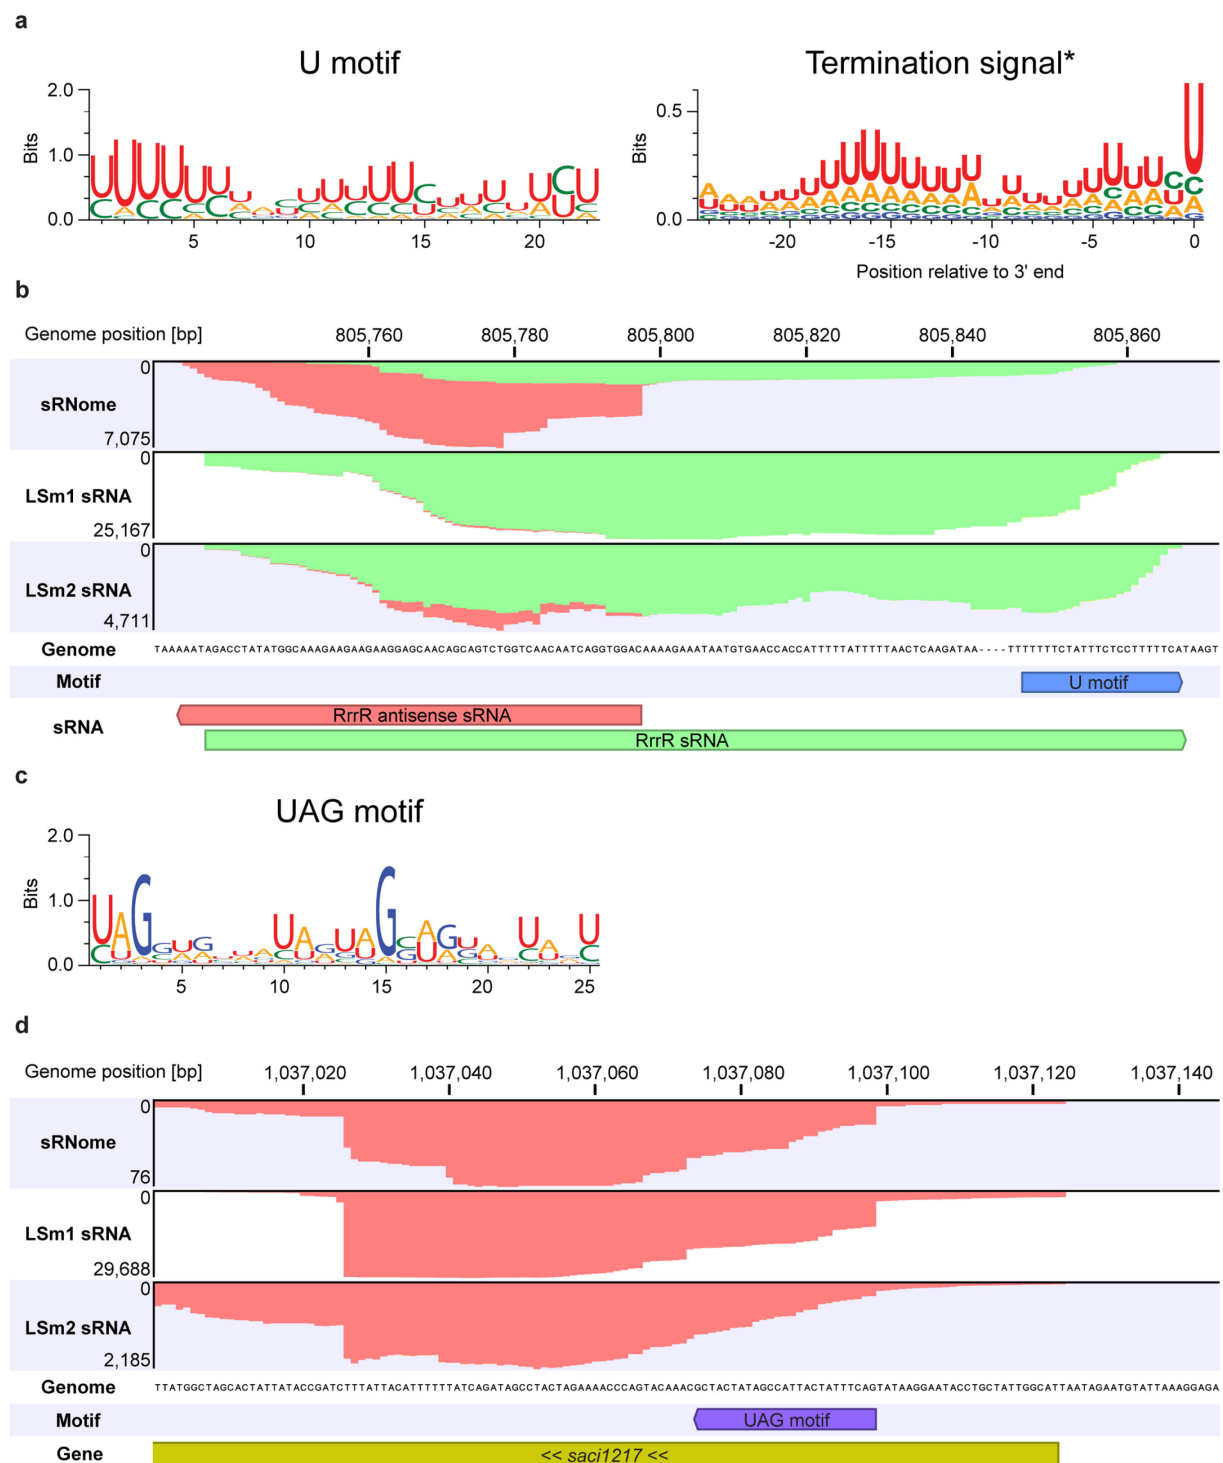 a
U motif
Termination signal*
2.0
1.0
0.0
Bits
5 10 15 20
0.5
0.0
Bits
-20 -15 -10 -5 0
Position relative to 3' end
b
Genome position [bp] 805,760 805,780 805,800 805,820 805,840 805,860
0
sRNome
7,075
0
LSm1 sRNA
25,167
0
LSm2 sRNA
4,711
Genome TAAAAATAGACCTATATGGCAAAGAAGAAGAAGGAGCAACAGCAGTCTGGTCAACAATCAGGTGGACAAAAGAAATAATGTGAACCACCATTTTTATTTTTAACTCAAGATAA----TTTTTTTCTATTTCTCCTTTTTCATAAGT
Motif U motif
sRNA RrrR antisense sRNA
RrrR sRNA
c
UAG motif
2.0
1.0
0.0
Bits
5 10 15 20 25
d
Genome position [bp] 1,037,020 1,037,040 1,037,060 1,037,080 1,037,100 1,037,120 1,037,140
0
sRNome
76
0
LSm1 sRNA
29,688
0
LSm2 sRNA
2,185
Genome TTATGGCTAGCACTATTATACCGATCTTTATTACATTTTTTATCAGATAGCCTACTAGAAAACCCAGTACAAACGCTACTATAGCCATTACTATTTCAGTATAAGGAATACCTGCTATTGGCATTAATAGAATGTATTAAAGGAGA
Motif UAG motif
Gene << saci1217 <<